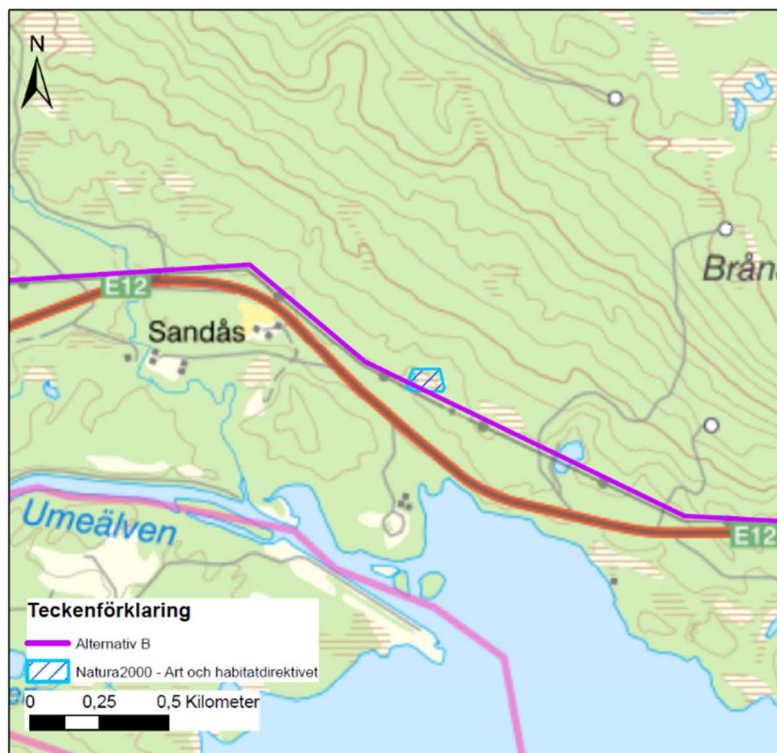 N
Brån
E12
Sandås
E12
Umeälven
Teckenförklaring
Alternativ B
Natura2000 - Art och habitatdirektivet
0 0,25 0,5 Kilometer